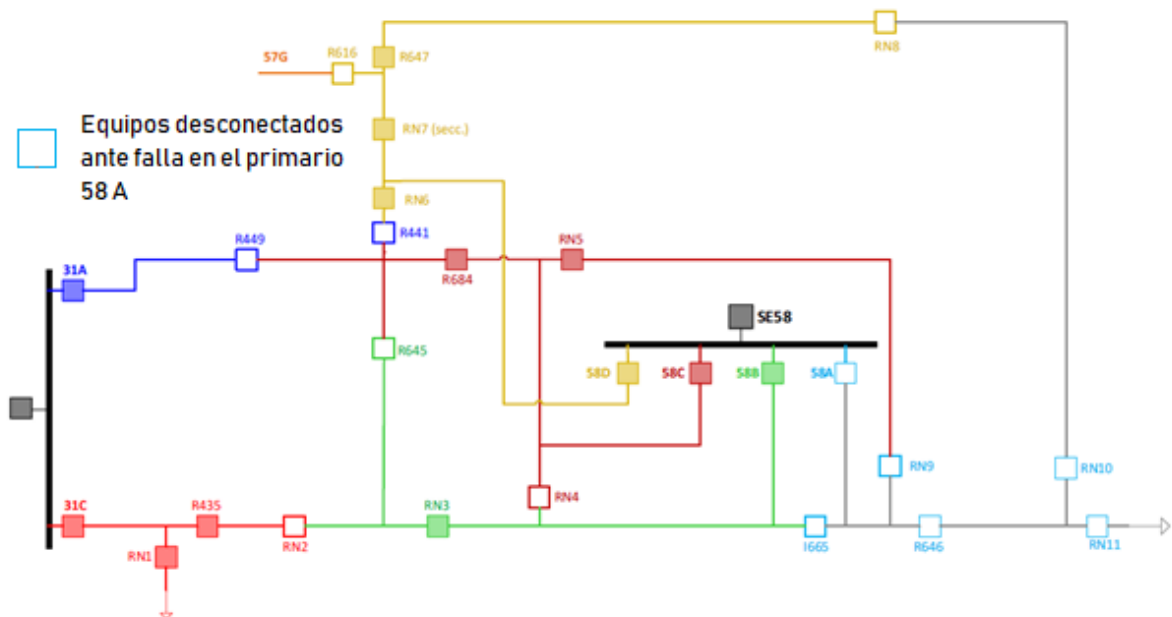 RN8
57G
R616
R647
Equipos desconectados
ante falla en el primario
58 A
RN7 (secc.)
RN6
R441
R449
RN5
31A
R684
SE58
R645
58D
58C
58B
58A
RN9
RN10
RN4
31C
R435
RN3
RN2
I665
R646
RN11
RN1